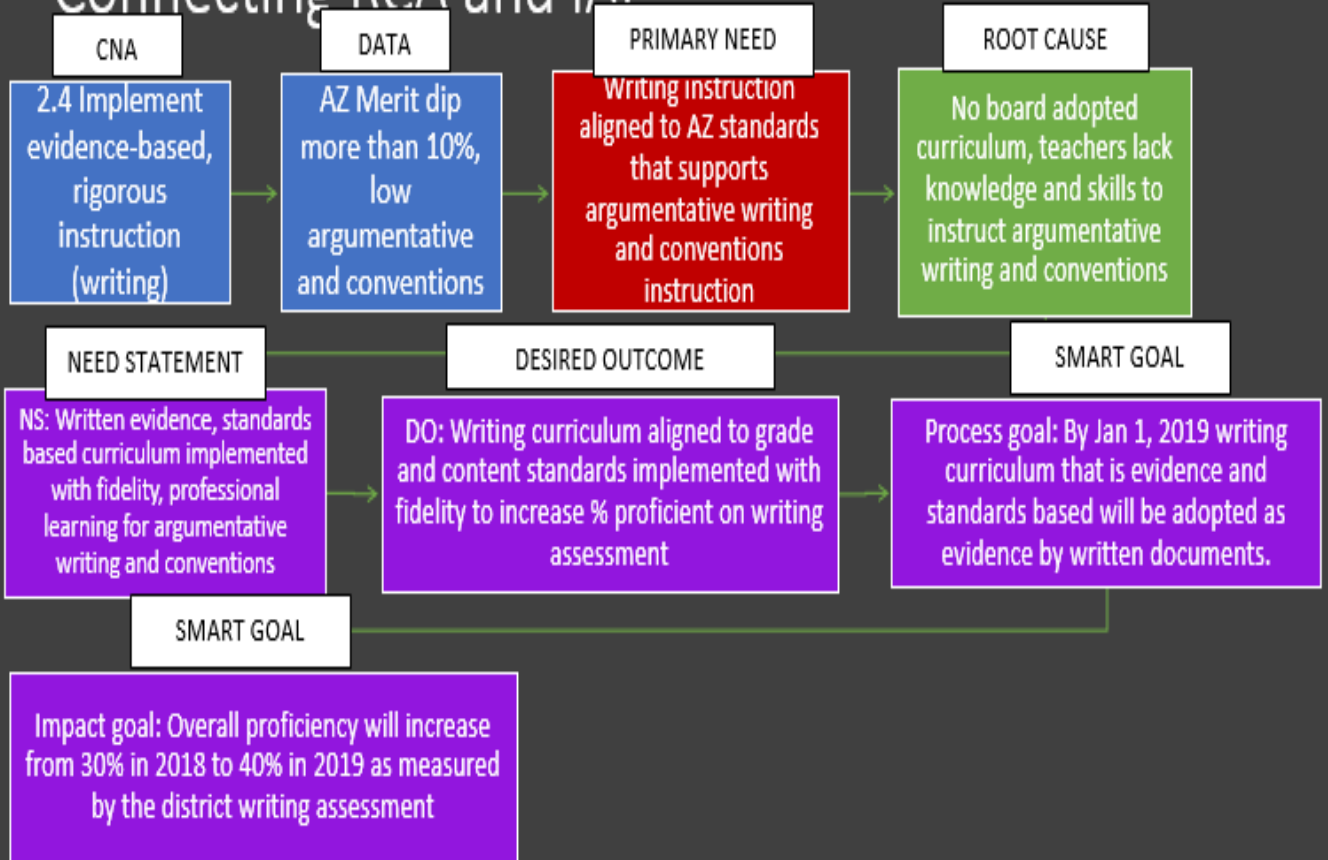 Connecting RCA and IAP
CNA
DATA
PRIMARY NEED
ROOT CAUSE
2.4 Implement
evidence-based,
rigorous
instruction
(writing)
AZ Merit dip
more than 10%,
low
argumentative
and conventions
Writing instruction
aligned to AZ standards
that supports
argumentative writing
and conventions
instruction
No board adopted
curriculum, teachers lack
knowledge and skills to
instruct argumentative
writing and conventions
NEED STATEMENT
DESIRED OUTCOME
SMART GOAL
NS: Written evidence, standards
based curriculum implemented
with fidelity, professional
learning for argumentative
writing and conventions
DO: Writing curriculum aligned to grade
and content standards implemented with
fidelity to increase % proficient on writing
assessment
Process goal: By Jan 1, 2019 writing
curriculum that is evidence and
standards based will be adopted as
evidence by written documents.
SMART GOAL
Impact goal: Overall proficiency will increase
from 30% in 2018 to 40% in 2019 as measured
by the district writing assessment